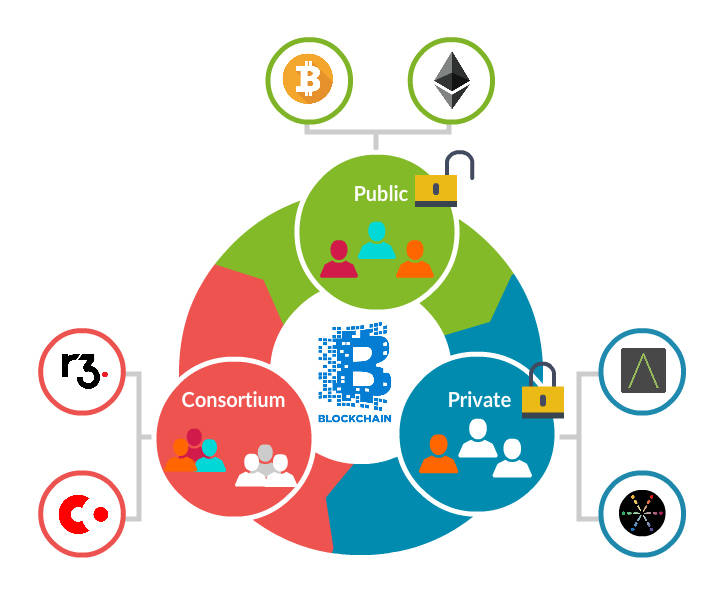 Public
r3.
Consortium
BLOCKCHAIN
Private